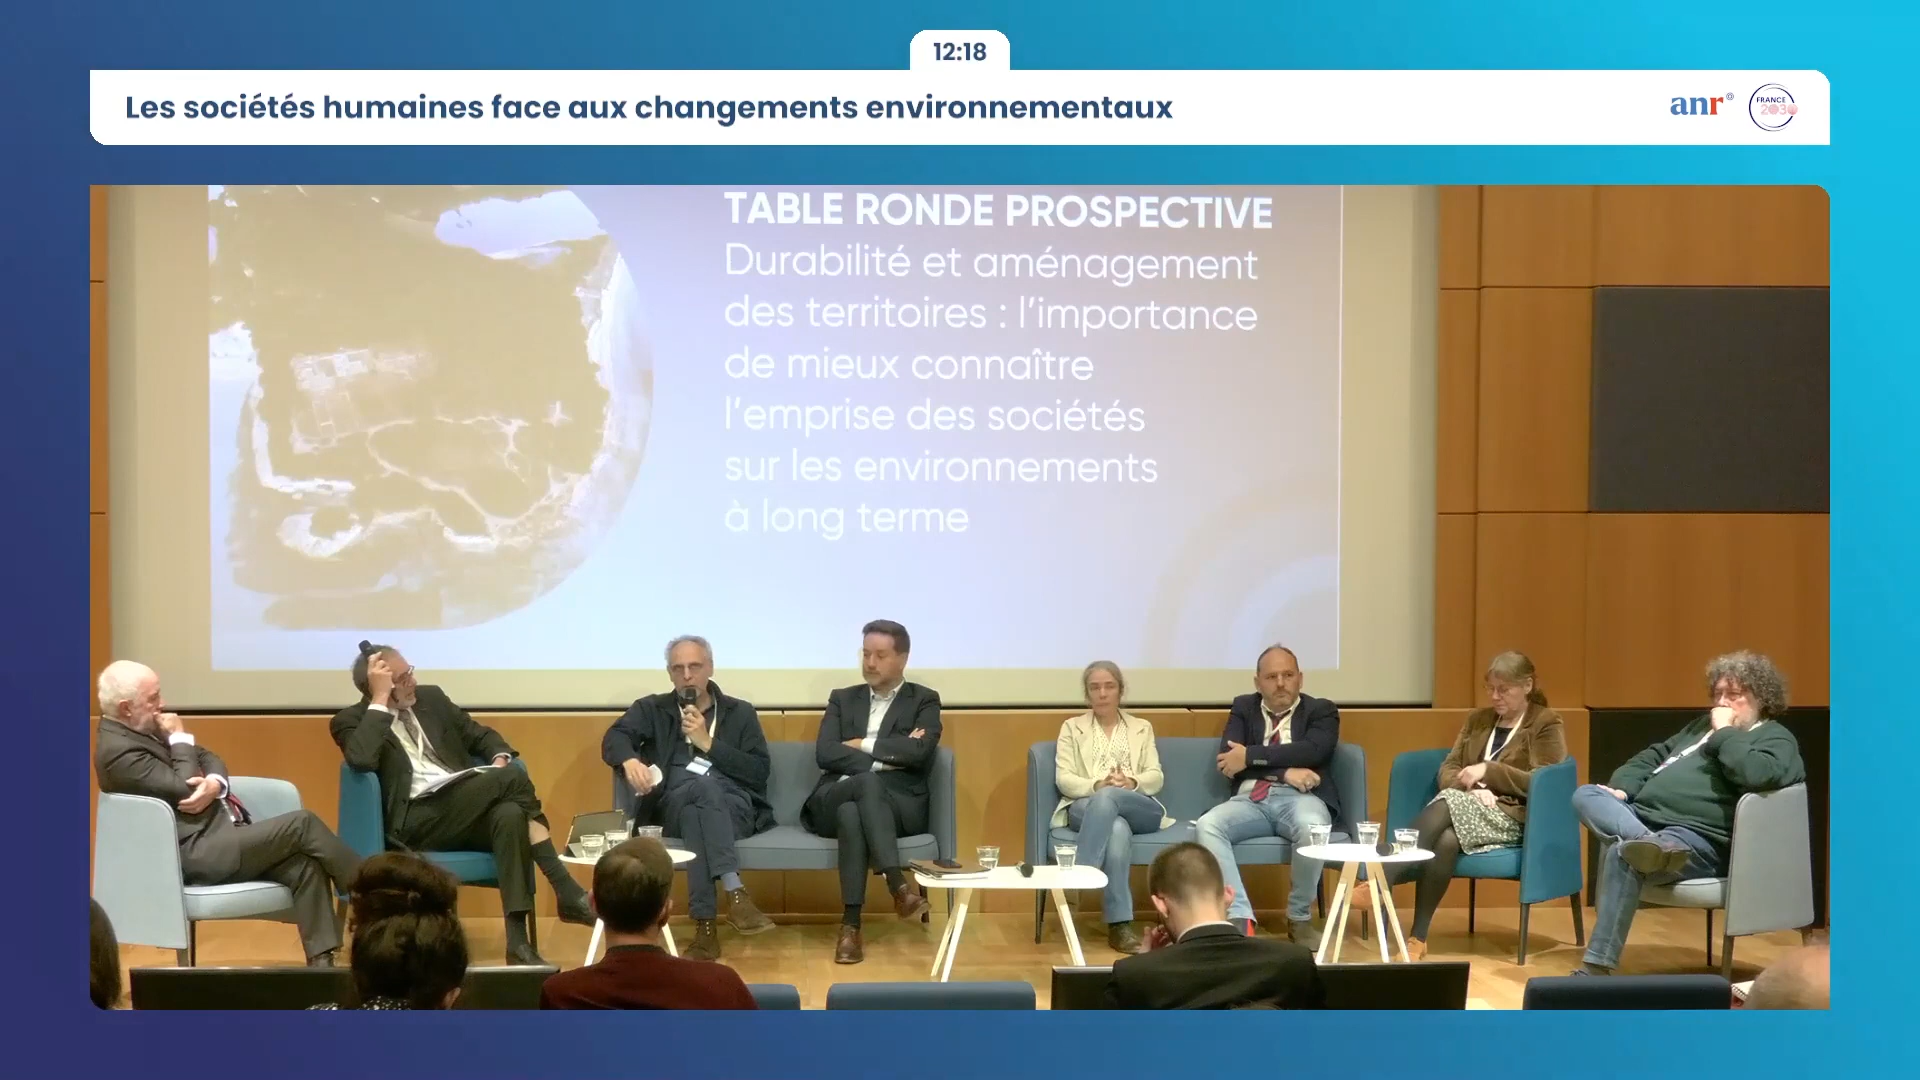 12:18
Les sociétés humaines face aux changements environnementaux
anr
FRANCE
2030
TABLE RONDE PROSPECTIVE
Durabilité et aménagement
des territoires : l'importance
de mieux connaître
l'emprise des sociétés
sur les environnements
à long terme